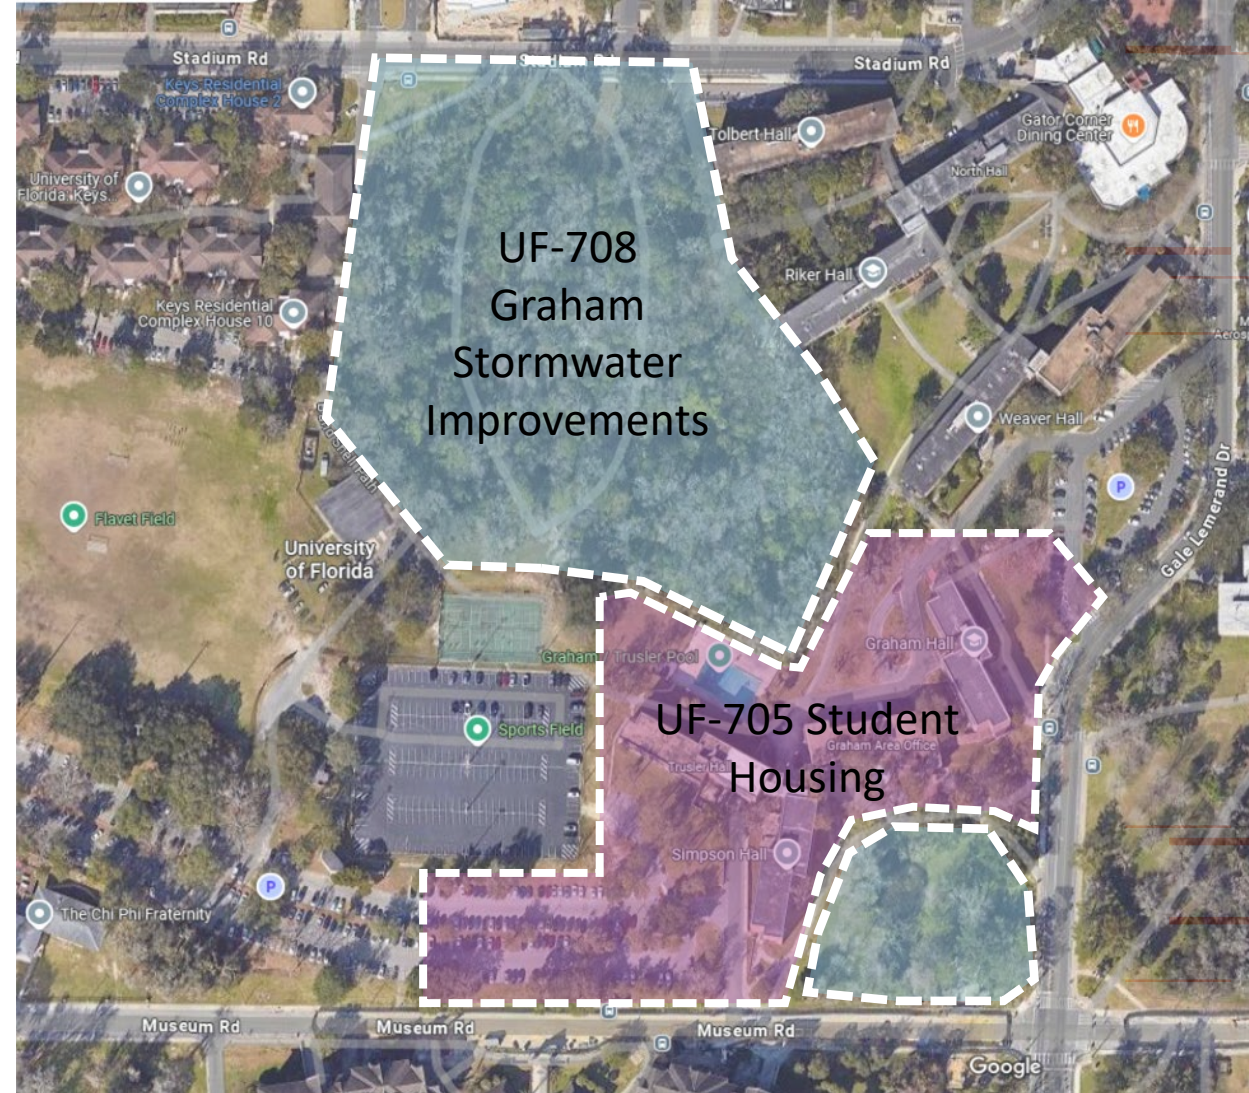 Stadium Rd
Stadium Rd
Stadium Rd
Keys Residential
Complex House 2
Gator Corner
Dining Center
Tolbert Hall
North Hall
University of
Florida: Keys...
UF-708
Graham
Stormwater
Improvements
Riker Hall
Keys Residential
Complex House 10
Weaver Hall
P
Flavet Field
Gale Lemerand Dr
University
of Florida
Graham Hall
Graham / Trusler Pool
UF-705 Student
Housing
Sports Field
Graham Area Office
Trusler Hall
Simpson Hall
P
The Chi Phi Fraternity
Museum Rd
Museum Rd
Museum Rd
Google